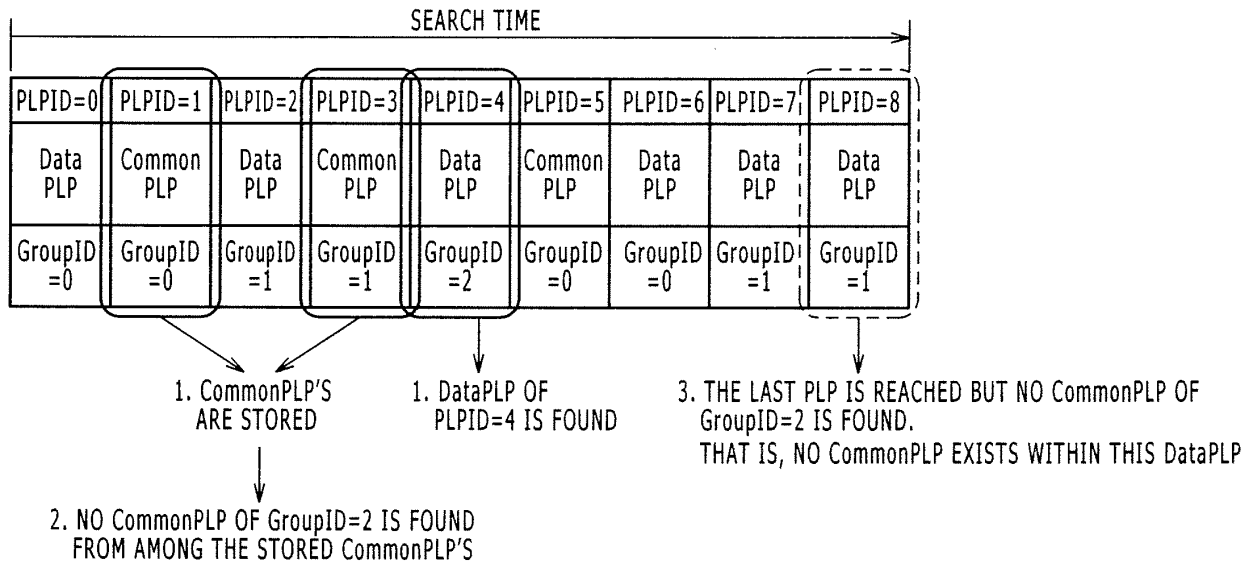 SEARCH TIME
PLPID=0 PLPID=1 PLPID=2 PLPID=3 PLPID=4 PLPID=5 PLPID=6 PLPID=7 PLPID=8
Data Common Data Common Data Common Data Data Data
PLP PLP PLP PLP PLP PLP PLP PLP PLP
GroupID GroupID GroupID GroupID GroupID GroupID GroupID GroupID GroupID
=0 =0 =1 =1 =2 =0 =0 =1 =1
1. CommonPLP'S
ARE STORED
1. DataPLP OF
PLPID=4 IS FOUND
3. THE LAST PLP IS REACHED BUT NO CommonPLP OF
GroupID=2 IS FOUND.
THAT IS, NO CommonPLP EXISTS WITHIN THIS DataPLP
2. NO CommonPLP OF GroupID=2 IS FOUND
FROM AMONG THE STORED CommonPLP'S